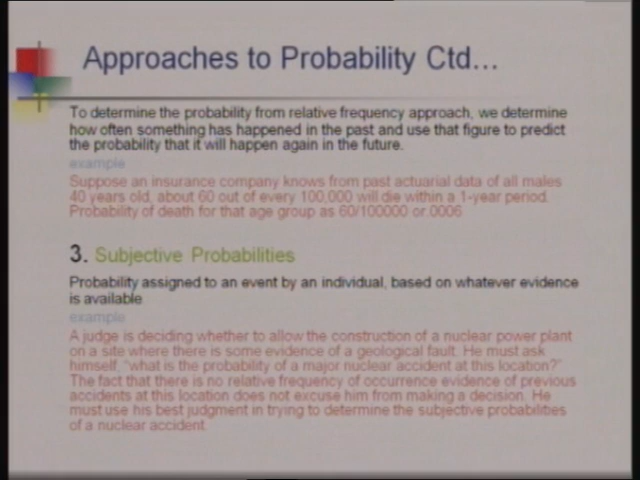 Approaches to Probability Ctd...
To determine the probability from relative frequency approach, we determine
how often something has happened in the past and use that figure to predict
the probability that it will happen again in the future.
example
Suppose an insurance company knows from past actuarial data of all males
40 years old, about 60 out of every 100,000 will die within a 1-year period.
Probability of death for that age group as 60/100000 or.0006
3. Subjective Probabilities
Probability assigned to an event by an individual, based on whatever evidence
is available
example
A judge is deciding whether to allow the construction of a nuclear power plant
on a site where there is some evidence of a geological fault. He must ask
himself, "what is the probability of a major nuclear accident at this location?"
The fact that there is no relative frequency of occurrence evidence of previous
accidents at this location does not excuse him from making a decision. He
must use his best judgment in trying to determine the subjective probabilities
of a nuclear accident.